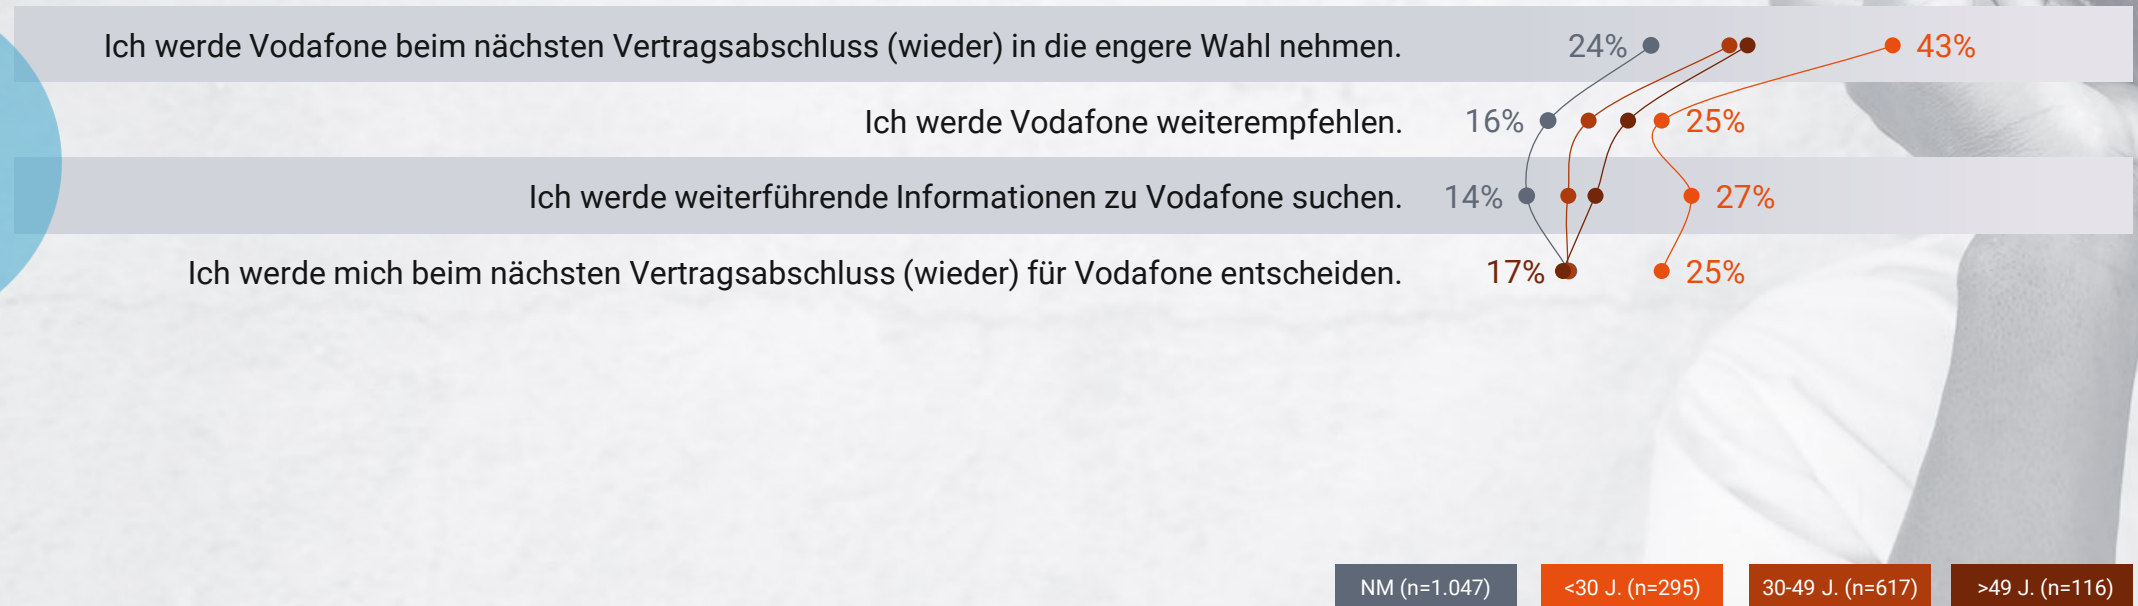 Ich werde Vodafone beim nächsten Vertragsabschluss (wieder) in die engere Wahl nehmen. 24% 43%
Ich werde Vodafone weiterempfehlen. 16% 25%
Ich werde weiterführende Informationen zu Vodafone suchen. 14% 27%
Ich werde mich beim nächsten Vertragsabschluss (wieder) für Vodafone entscheiden. 17% 25%
NM (n=1.047) <30 J. (n=295) 30-49 J. (n=617) >49 J. (n=116)